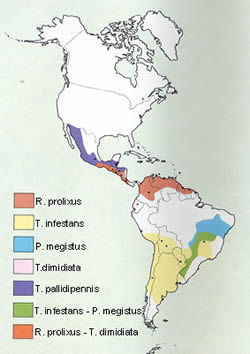 R. prolixus
T. infestans
P. megistus
T.dimidiata
T. pallidipennis
T. infestans - P. megistus
R. prolixus - T. dimidiata